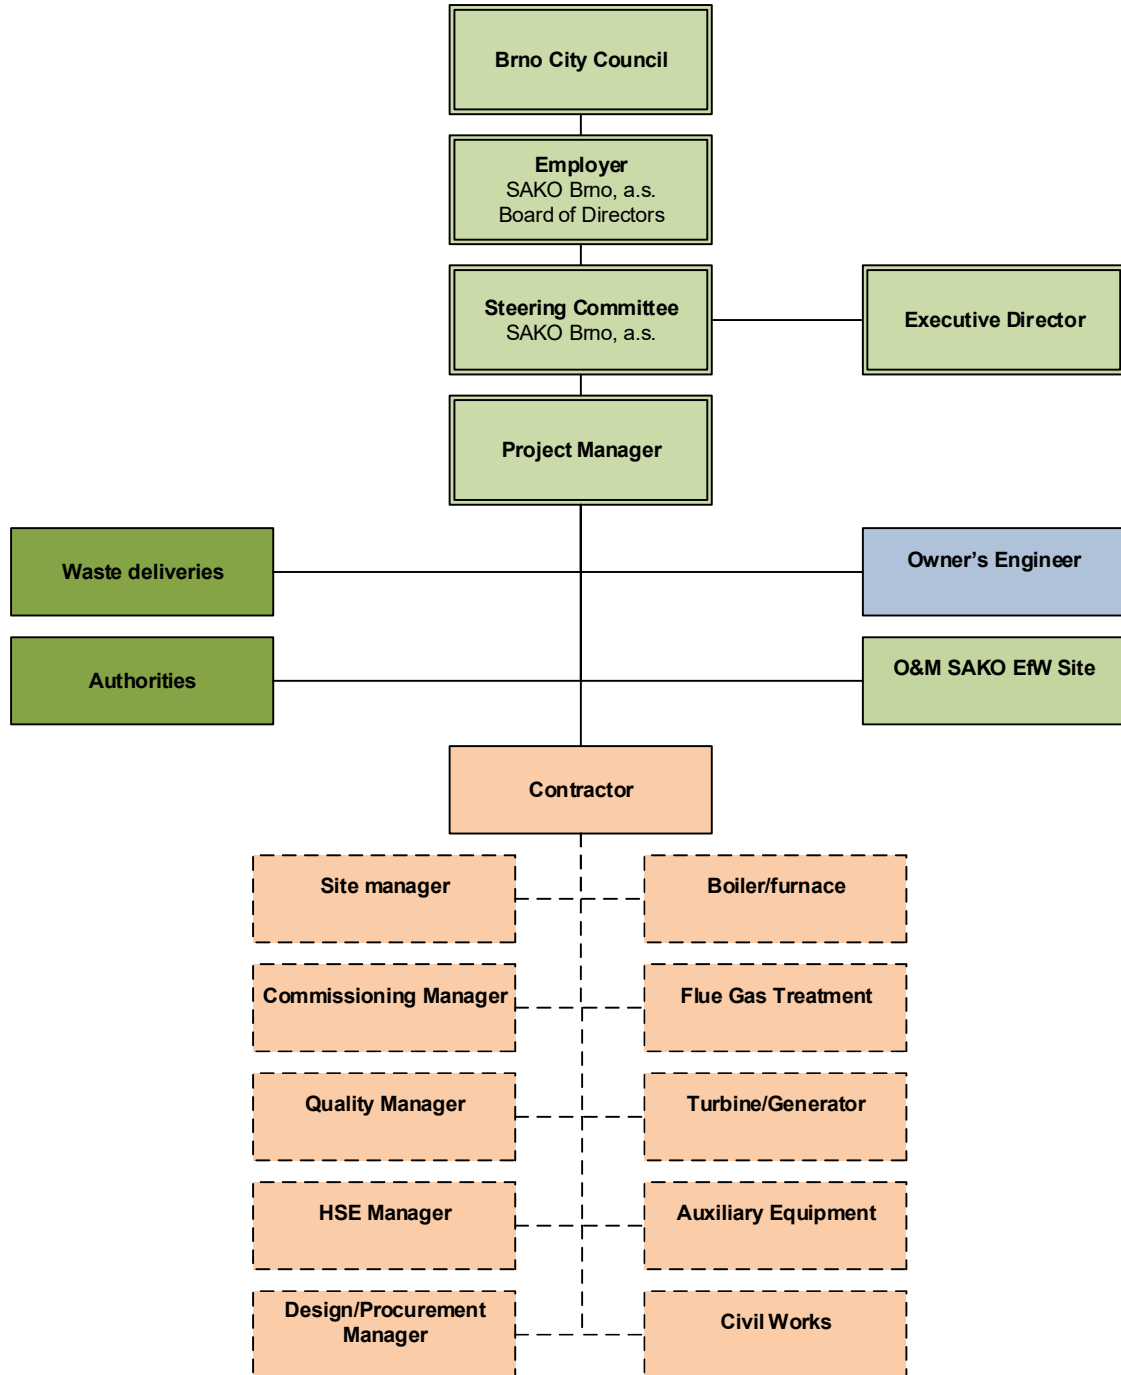 Brno City Council
Employer
SAKO Brno, a.s.
Board of Directors
Steering Committee
SAKO Brno, a.s.
Executive Director
Project Manager
Waste deliveries
Owner's Engineer
Authorities
O&M SAKO EfW Site
Contractor
Site manager
Boiler/furnace
Commissioning Manager
Flue Gas Treatment
Quality Manager
Turbine/Generator
HSE Manager
Auxiliary Equipment
Design/Procurement
Manager
Civil Works